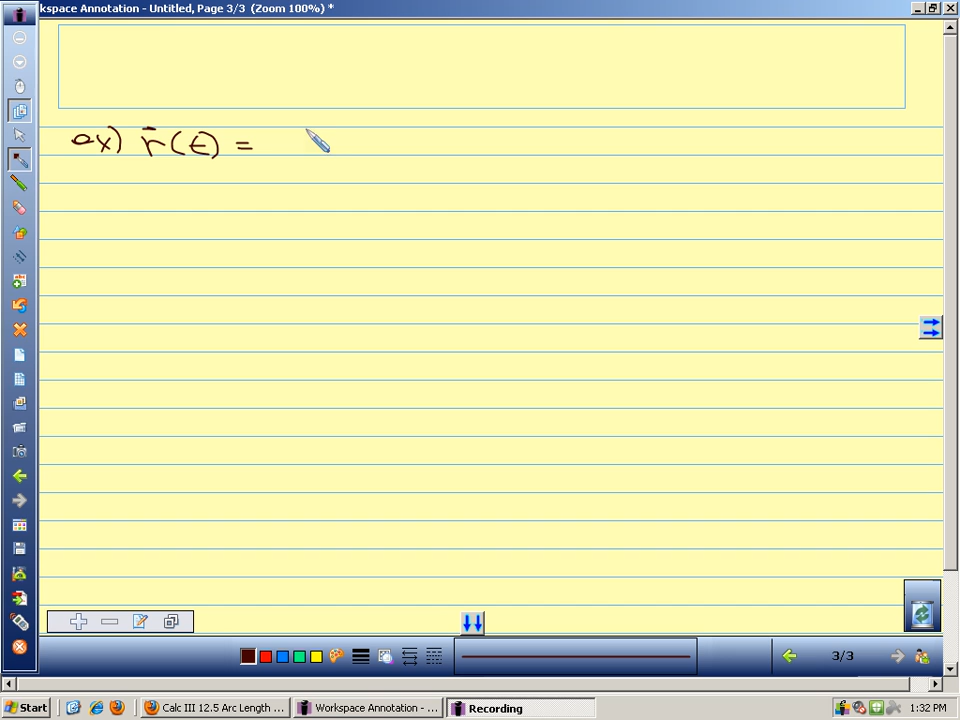 kspace Annotation - Untitled, Page 3/3 (Zoom 100%) *
ex) r̄(t) =
3/3
Start
Calc III 12.5 Arc Length ...
Workspace Annotation - ...
Recording
1:32 PM